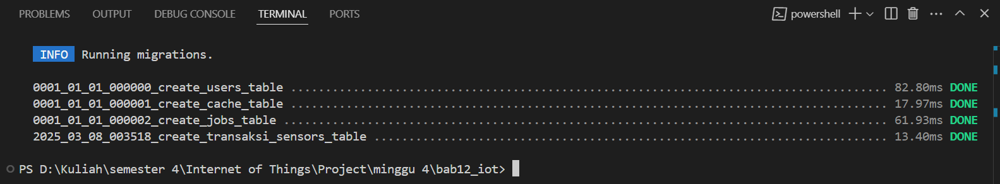 PROBLEMS OUTPUT DEBUG CONSOLE TERMINAL PORTS powershell
INFO Running migrations.
0001_01_01_000000_create_users_table ...................................................................................... 82.80ms DONE
0001_01_01_000001_create_cache_table ...................................................................................... 17.97ms DONE
0001_01_01_000002_create_jobs_table ....................................................................................... 61.93ms DONE
2025_03_08_003518_create_transaksi_sensors_table .......................................................................... 13.40ms DONE
PS D:\Kuliah\semester 4\Internet of Things\Project\minggu 4\bab12_iot>